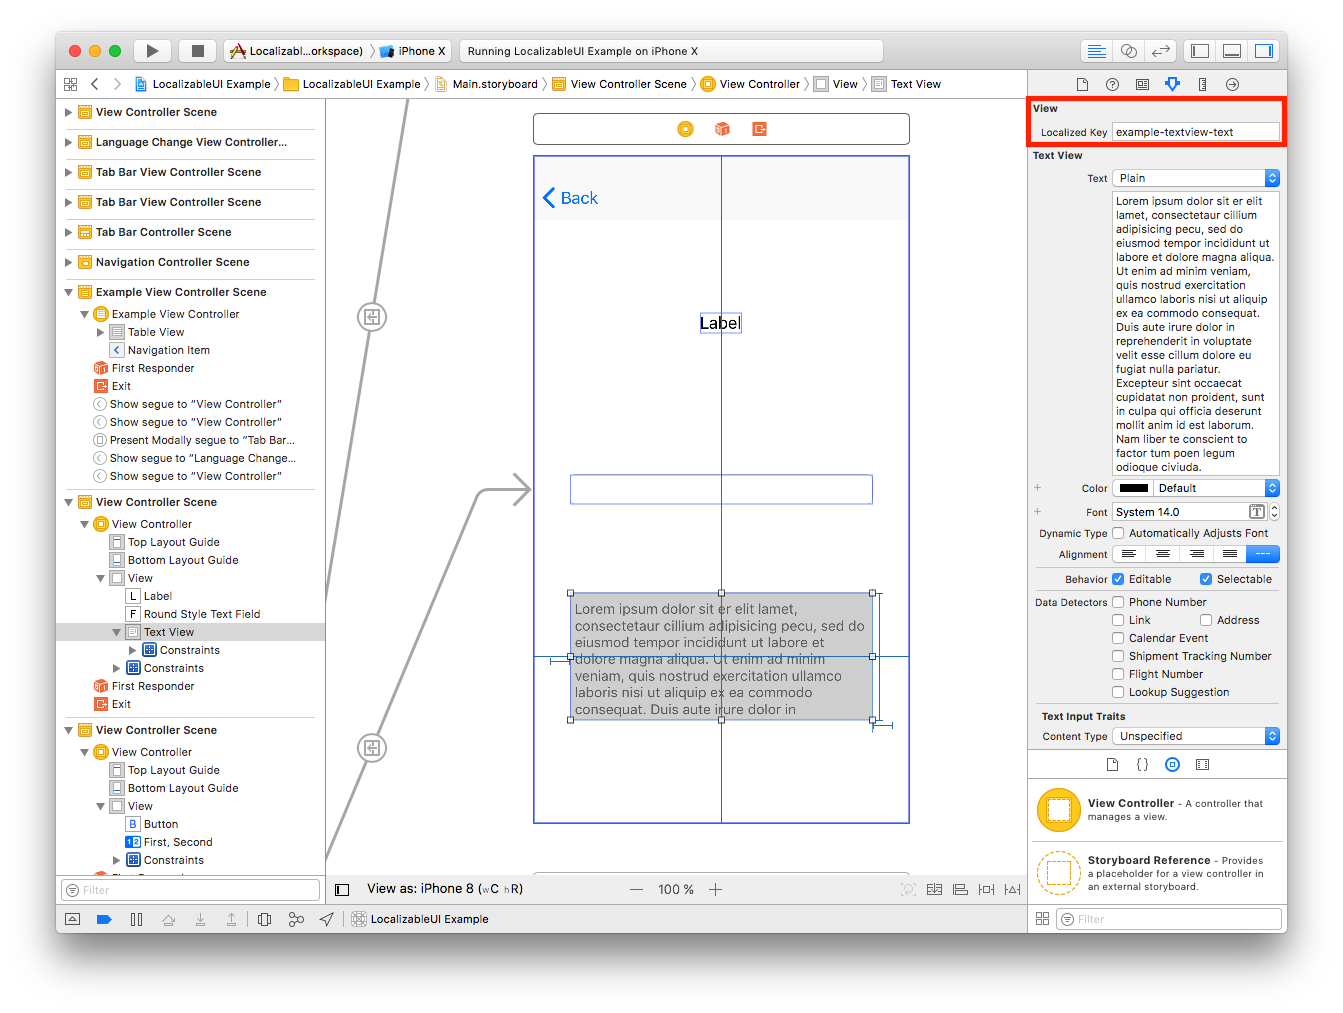 Localizabl...orkspace) iPhone X
Running LocalizableUI Example on iPhone X
LocalizableUI Example LocalizableUI Example Main.storyboard View Controller Scene View Controller View Text View
View Controller Scene
Language Change View Controller...
Tab Bar View Controller Scene
Tab Bar View Controller Scene
Tab Bar Controller Scene
Navigation Controller Scene
Example View Controller Scene
Example View Controller
Table View
Navigation Item
First Responder
Exit
Show segue to “View Controller”
Show segue to “View Controller”
Present Modally segue to “Tab Bar...
Show segue to “Language Change...
Show segue to “View Controller”
View Controller Scene
View Controller
Top Layout Guide
Bottom Layout Guide
View
L Label
F Round Style Text Field
Text View
Constraints
Constraints
First Responder
Exit
View Controller Scene
View Controller
Top Layout Guide
Bottom Layout Guide
View
B Button
1 2 First, Second
Constraints
Filter
Back
Label
Lorem ipsum dolor sit er elit lamet,
consectetaur cillium adipisicing pecu, sed do
eiusmod tempor incididunt ut labore et
dolore magna aliqua. Ut enim ad minim
veniam, quis nostrud exercitation ullamco
laboris nisi ut aliquip ex ea commodo
consequat. Duis aute irure dolor in
View as: iPhone 8 (wC hR)
100 %
LocalizableUI Example
View
Localized Key example-textview-text
Text View
Text Plain
Lorem ipsum dolor sit er elit
lamet, consectetaur cillium
adipisicing pecu, sed do
eiusmod tempor incididunt ut
labore et dolore magna aliqua.
Ut enim ad minim veniam,
quis nostrud exercitation
ullamco laboris nisi ut aliquip
ex ea commodo consequat.
Duis aute irure dolor in
reprehenderit in voluptate
velit esse cillum dolore eu
fugiat nulla pariatur.
Excepteur sint occaecat
cupidatat non proident, sunt
in culpa qui officia deserunt
mollit anim id est laborum.
Nam liber te conscient to
factor tum poen legum
odioque civiuda.
Color Default
Font System 14.0 T
Dynamic Type Automatically Adjusts Font
Alignment
Behavior Editable Selectable
Data Detectors Phone Number
Link Address
Calendar Event
Shipment Tracking Number
Flight Number
Lookup Suggestion
Text Input Traits
Content Type Unspecified
View Controller - A controller that
manages a view.
Storyboard Reference - Provides
a placeholder for a view controller in
an external storyboard.
Filter